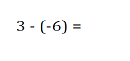 3 - (-6) =